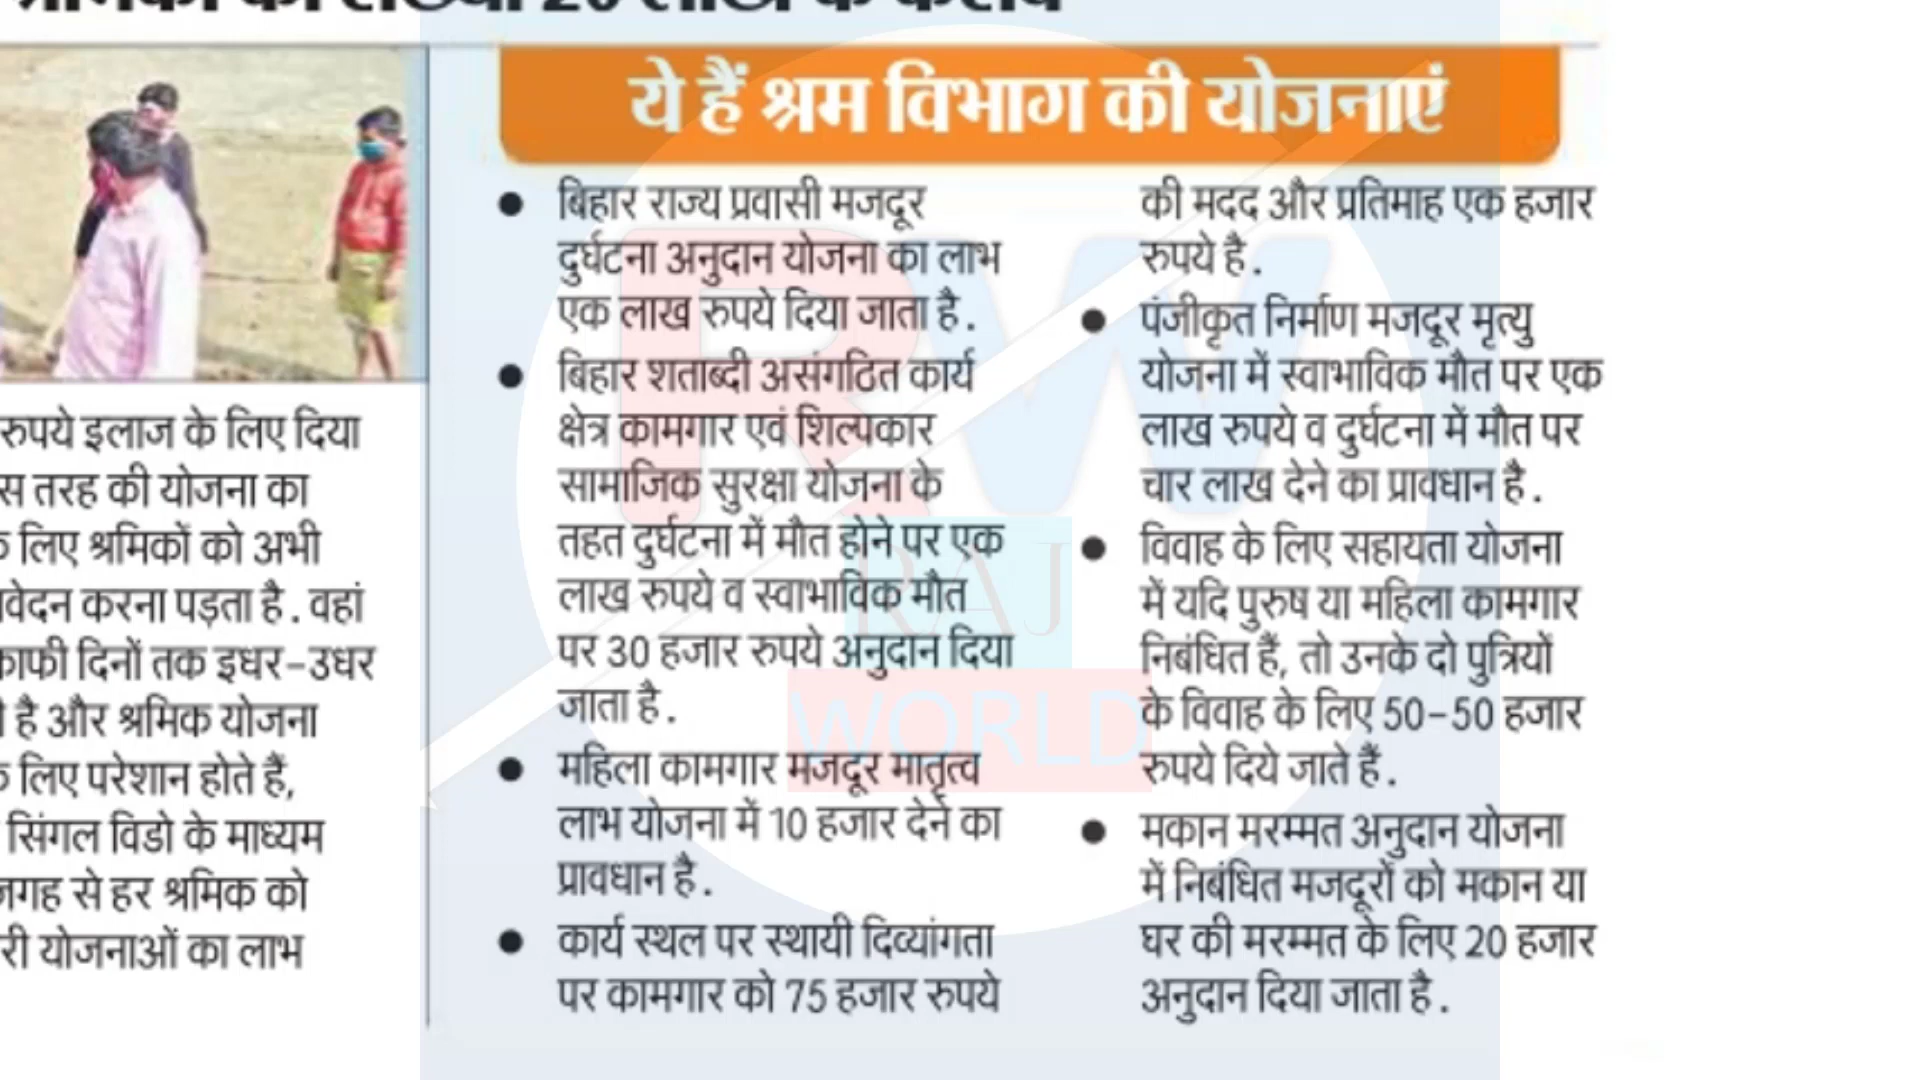 20 लाख के करीब
ये हैं श्रम विभाग की योजनाएं
रुपये इलाज के लिए दिया
तरह की योजना का
लिए श्रमिकों को अभी
करना पड़ता है. वहां
दिनों तक इधर-उधर
है और श्रमिक योजना
लिए परेशान होते हैं,
सिंगल विडो के माध्यम
से हर श्रमिक को
योजनाओं का लाभ
● बिहार राज्य प्रवासी मजदूर
दुर्घटना अनुदान योजना का लाभ
एक लाख रुपये दिया जाता है.
● बिहार शताब्दी असंगठित कार्य
क्षेत्र कामगार एवं शिल्पकार
सामाजिक सुरक्षा योजना के
तहत दुर्घटना में मौत होने पर एक
लाख रुपये व स्वाभाविक मौत
पर 30 हजार रुपये अनुदान दिया
जाता है.
● महिला कामगार मजदूर मातृत्व
लाभ योजना में 10 हजार देने का
प्रावधान है.
● कार्य स्थल पर स्थायी दिव्यांगता
पर कामगार को 75 हजार रुपये
की मदद और प्रतिमाह एक हजार
रुपये है.
● पंजीकृत निर्माण मजदूर मृत्यु
योजना में स्वाभाविक मौत पर एक
लाख रुपये व दुर्घटना में मौत पर
चार लाख देने का प्रावधान है.
● विवाह के लिए सहायता योजना
में यदि पुरुष या महिला कामगार
निबंधित हैं, तो उनके दो पुत्रियों
के विवाह के लिए 50-50 हजार
रुपये दिये जाते हैं.
● मकान मरम्मत अनुदान योजना
में निबंधित मजदूरों को मकान या
घर की मरम्मत के लिए 20 हजार
अनुदान दिया जाता है.
RW
RAJ
WORLD